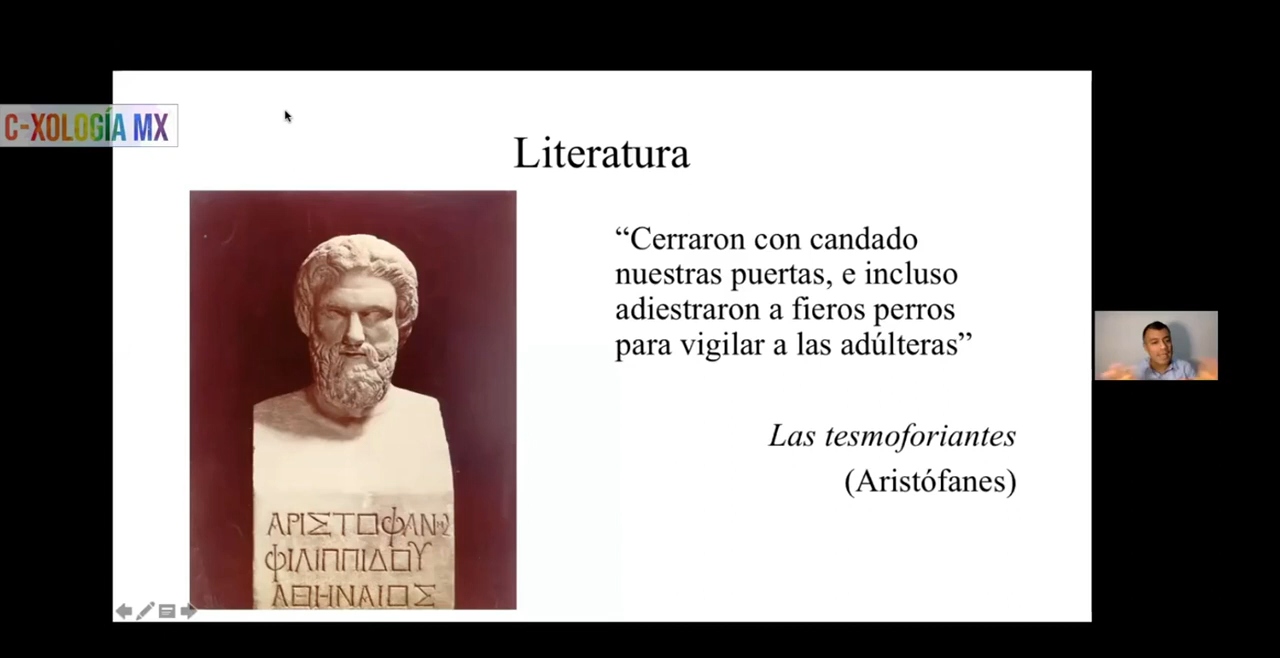 C-XOLOGÍA MX
Literatura
“Cerraron con candado
nuestras puertas, e incluso
adiestraron a fieros perros
para vigilar a las adúlteras”
Las tesmoforiantes
(Aristófanes)
ΑΡΙΣΤΟΦΑΝ
ΦΙΛΙΠΠΙΔΟΥ
ΑΘΗΝΑΙΟΣ